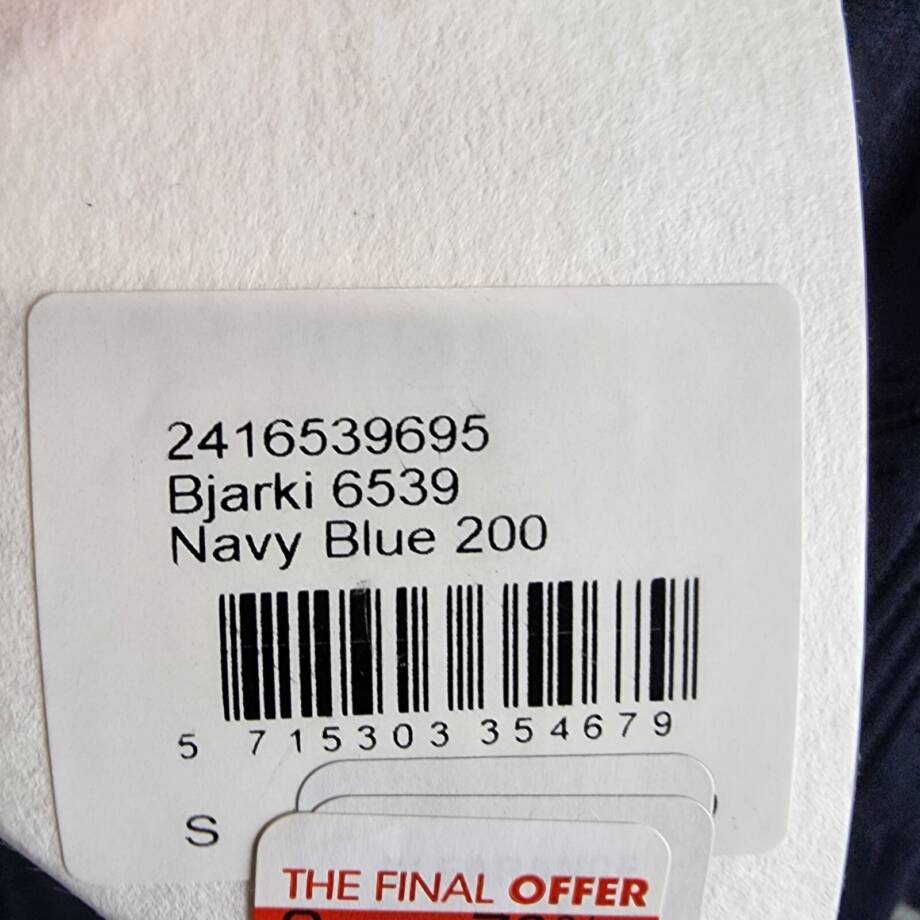 2416539695
Bjarki 6539
Navy Blue 200
5 715303 354679
S
THE FINAL OFFER